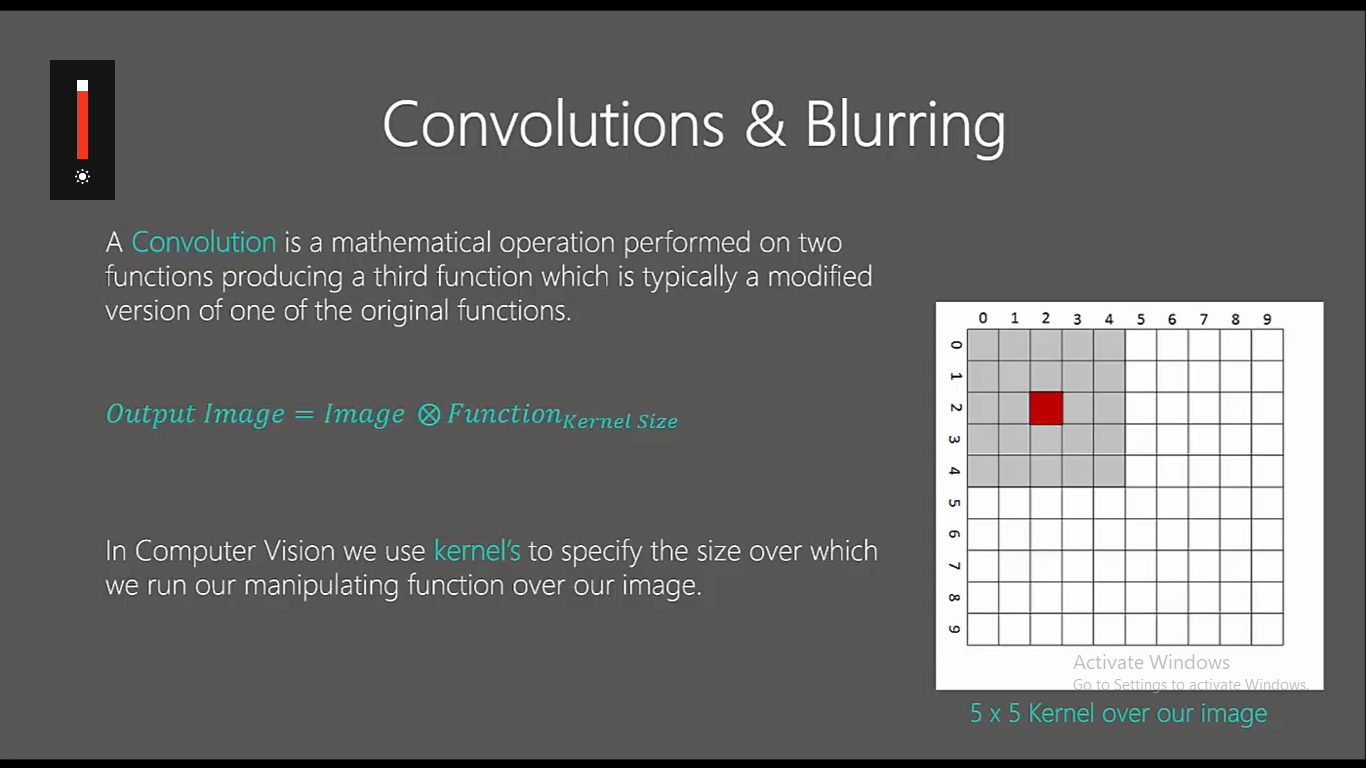 Convolutions & Blurring
A Convolution is a mathematical operation performed on two
functions producing a third function which is typically a modified
version of one of the original functions.
Output Image = Image ⊗ Function Kernel Size
In Computer Vision we use kernel's to specify the size over which
we run our manipulating function over our image.
0 1 2 3 4 5 6 7 8 9
0
1
2
3
4
5
6
7
8
9
Activate Windows
Go to Settings to activate Windows.
5 x 5 Kernel over our image